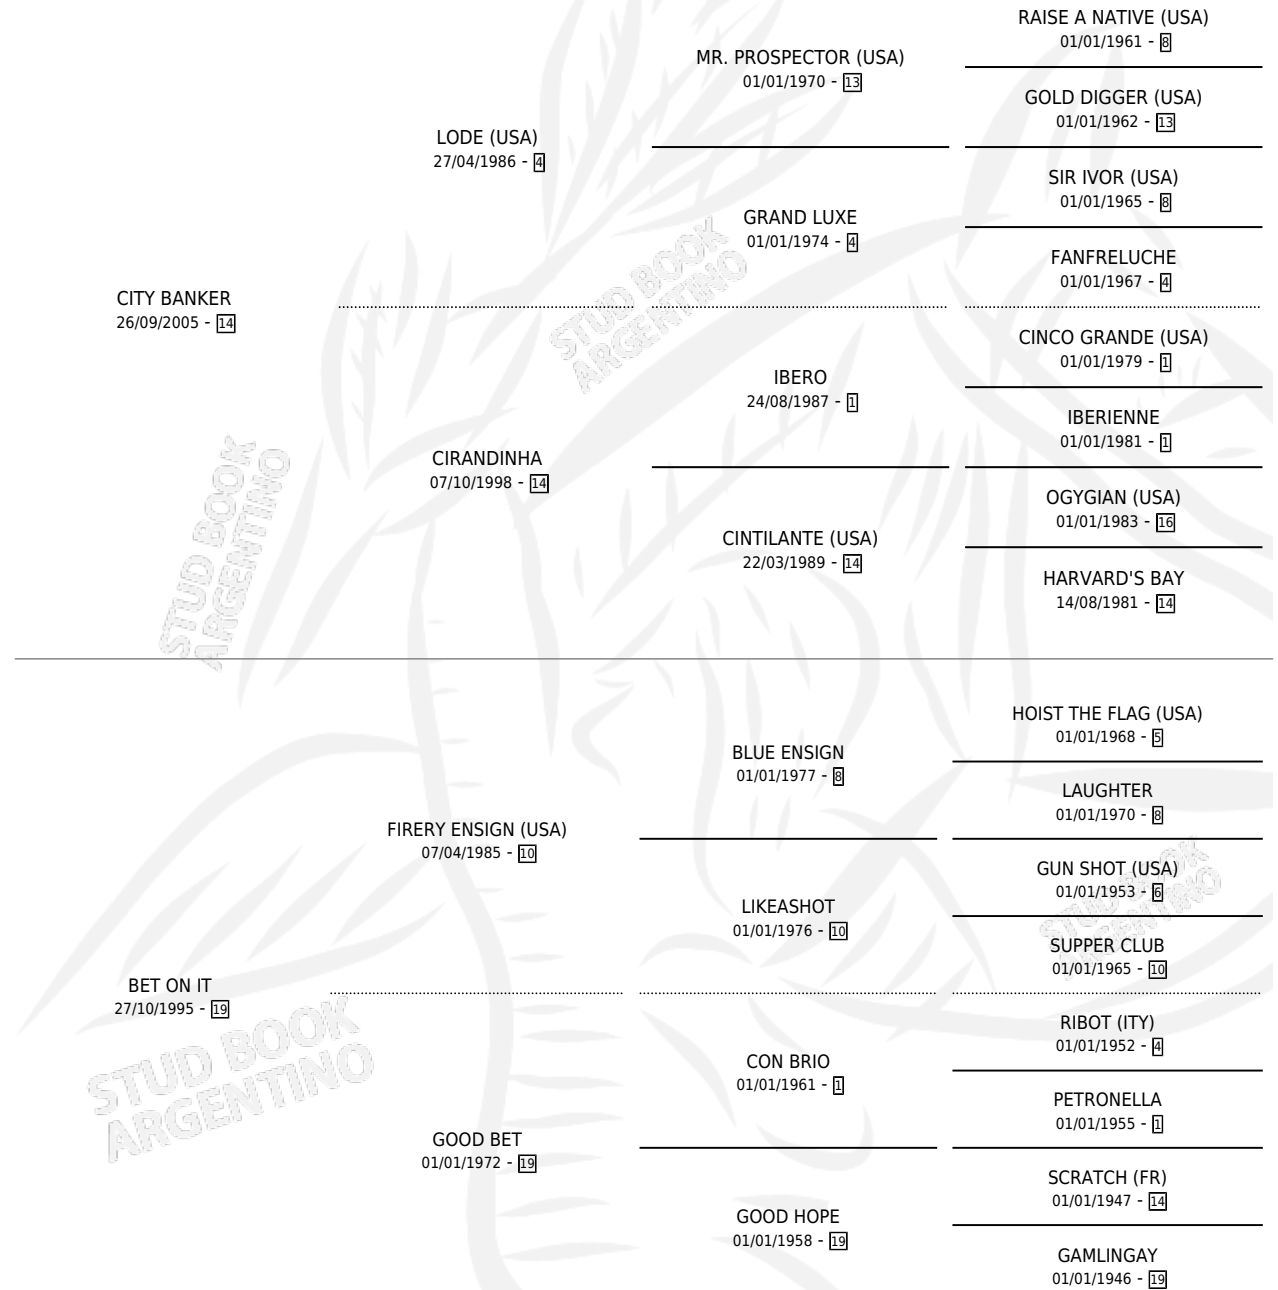 RAISE A NATIVE (USA)
01/01/1961 - 8
MR. PROSPECTOR (USA)
01/01/1970 - 13
GOLD DIGGER (USA)
01/01/1962 - 13
LODE (USA)
27/04/1986 - 4
SIR IVOR (USA)
01/01/1965 - 8
GRAND LUXE
01/01/1974 - 4
FANFRELUCHE
01/01/1967 - 4
CITY BANKER
26/09/2005 - 14
STUD BOOK
ARGENTINO
CINCO GRANDE (USA)
01/01/1979 - 1
IBERO
24/08/1987 - 1
IBERIENNE
01/01/1981 - 1
CIRANDINHA
07/10/1998 - 14
OGYGIAN (USA)
01/01/1983 - 16
CINTILANTE (USA)
22/03/1989 - 14
HARVARD'S BAY
14/08/1981 - 14
STUD BOOK
ARGENTINO
HOIST THE FLAG (USA)
01/01/1968 - 5
BLUE ENSIGN
01/01/1977 - 8
LAUGHTER
01/01/1970 - 8
FIRERY ENSIGN (USA)
07/04/1985 - 10
GUN SHOT (USA)
01/01/1953 - 6
LIKEASHOT
01/01/1976 - 10
SUPPER CLUB
01/01/1965 - 10
STUD BOOK
ARGENTINO
BET ON IT
27/10/1995 - 19
RIBOT (ITY)
01/01/1952 - 4
CON BRIO
01/01/1961 - 1
PETRONELLA
01/01/1955 - 1
STUD BOOK
ARGENTINO
GOOD BET
01/01/1972 - 19
SCRATCH (FR)
01/01/1947 - 14
GOOD HOPE
01/01/1958 - 19
GAMLINGAY
01/01/1946 - 19